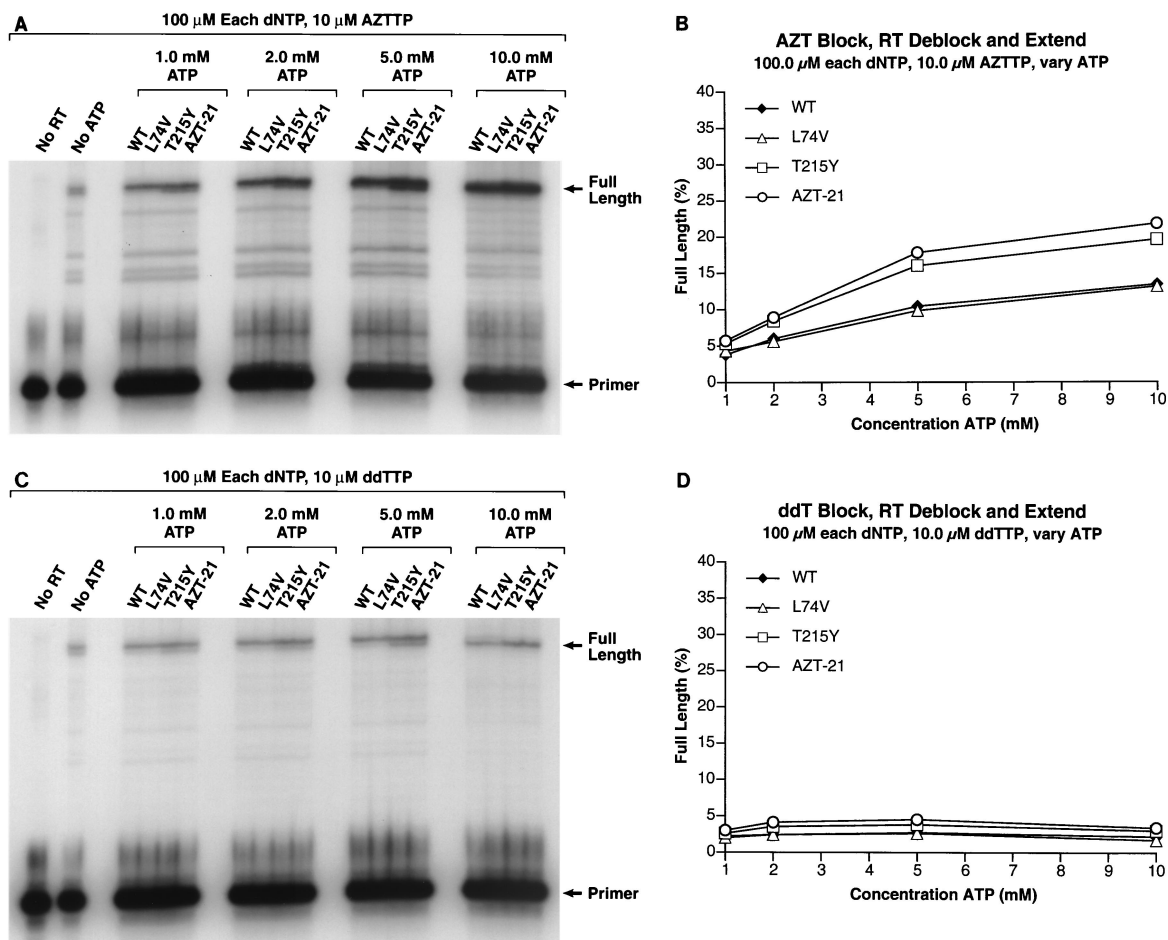 A
100 µM Each dNTP, 10 µM AZTTP
1.0 mM ATP
2.0 mM ATP
5.0 mM ATP
10.0 mM ATP
No RT
No ATP
WT
L74V
T215Y
AZT-21
WT
L74V
T215Y
AZT-21
WT
L74V
T215Y
AZT-21
WT
L74V
T215Y
AZT-21
Full
Length
Primer
B
AZT Block, RT Deblock and Extend
100.0 µM each dNTP, 10.0 µM AZTTP, vary ATP
WT
L74V
T215Y
AZT-21
Full Length (%)
40
35
30
25
20
15
10
5
0
1 2 3 4 5 6 7 8 9 10
Concentration ATP (mM)
C
100 µM Each dNTP, 10 µM ddTTP
1.0 mM ATP
2.0 mM ATP
5.0 mM ATP
10.0 mM ATP
No RT
No ATP
WT
L74V
T215Y
AZT-21
WT
L74V
T215Y
AZT-21
WT
L74V
T215Y
AZT-21
WT
L74V
T215Y
AZT-21
Full
Length
Primer
D
ddT Block, RT Deblock and Extend
100 µM each dNTP, 10.0 µM ddTTP, vary ATP
WT
L74V
T215Y
AZT-21
Full Length (%)
40
35
30
25
20
15
10
5
0
1 2 3 4 5 6 7 8 9 10
Concentration ATP (mM)